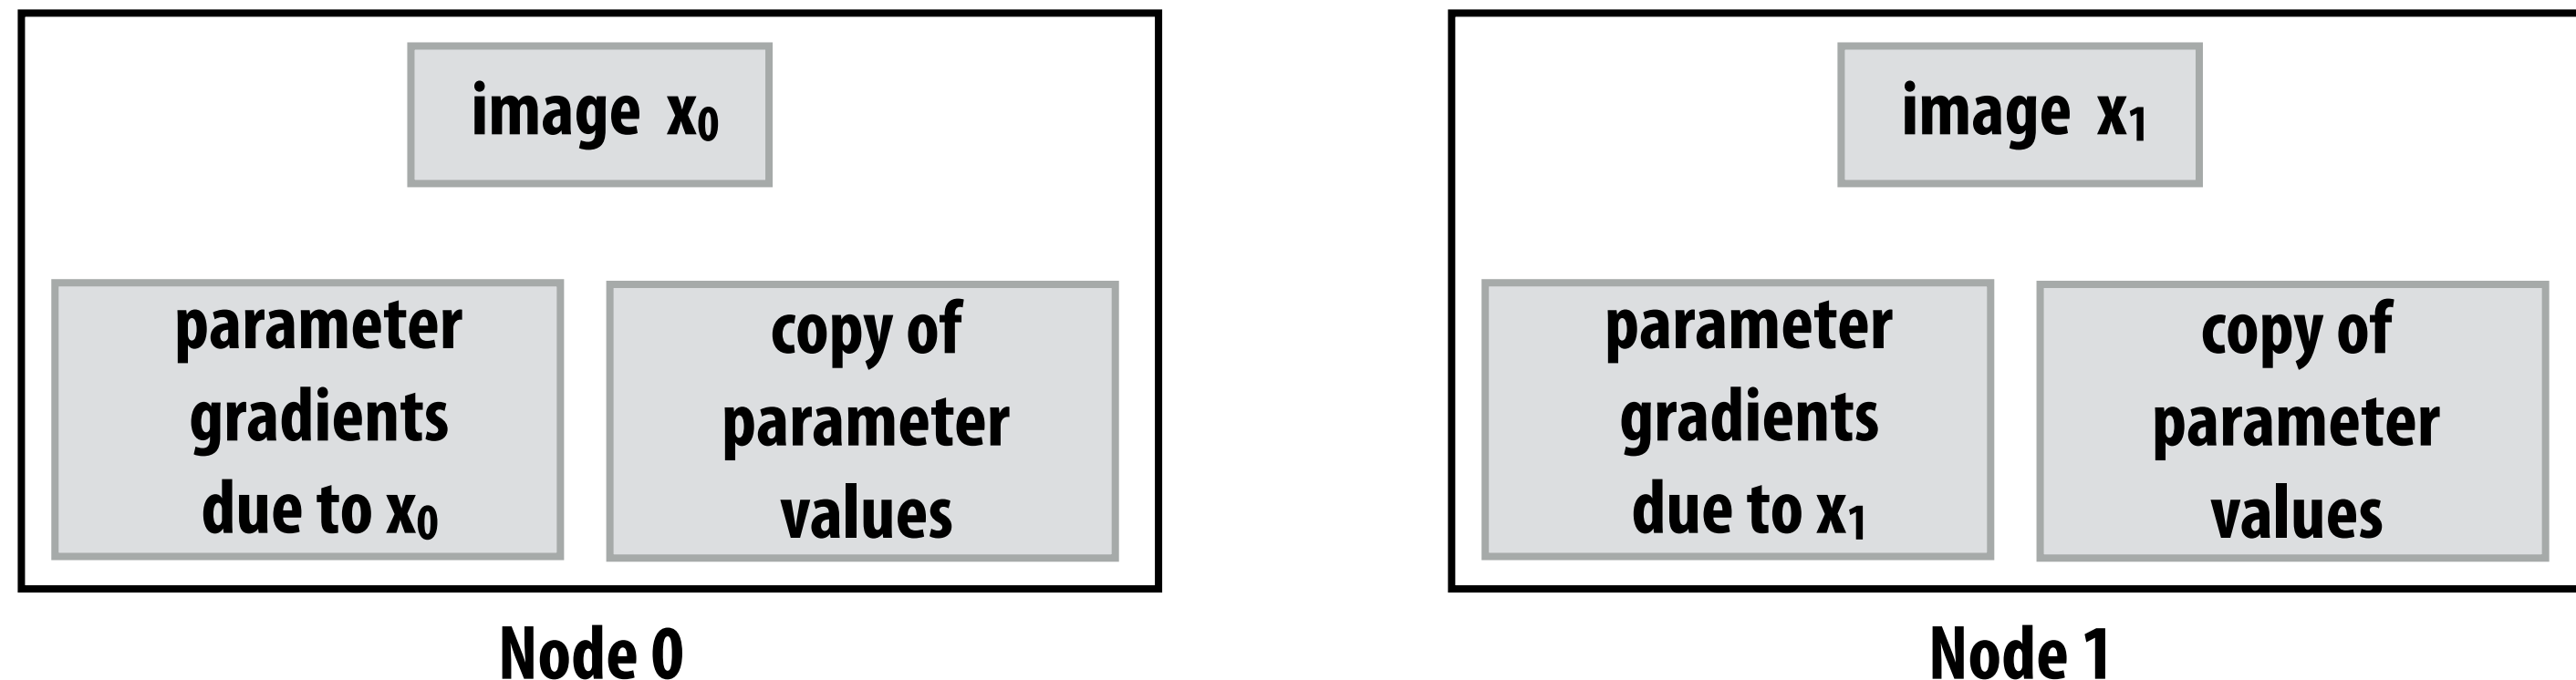 image x₀
parameter
gradients
due to x₀
copy of
parameter
values
Node 0
image x₁
parameter
gradients
due to x₁
copy of
parameter
values
Node 1